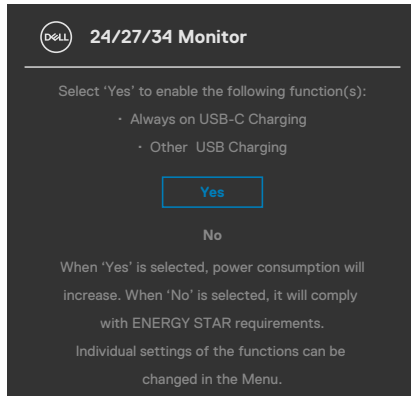 DELL 24/27/34 Monitor
Select ‘Yes’ to enable the following function(s):
· Always on USB-C Charging
· Other USB Charging
Yes
No
When ‘Yes’ is selected, power consumption will
increase. When ‘No’ is selected, it will comply
with ENERGY STAR requirements.
Individual settings of the functions can be
changed in the Menu.